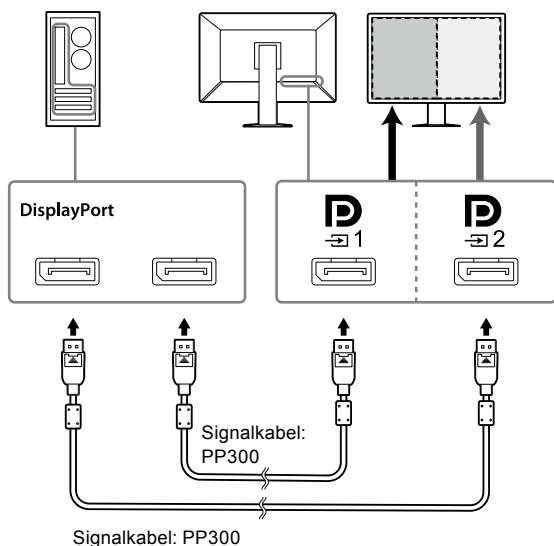 DisplayPort
1
2
Signalkabel:
PP300
Signalkabel: PP300